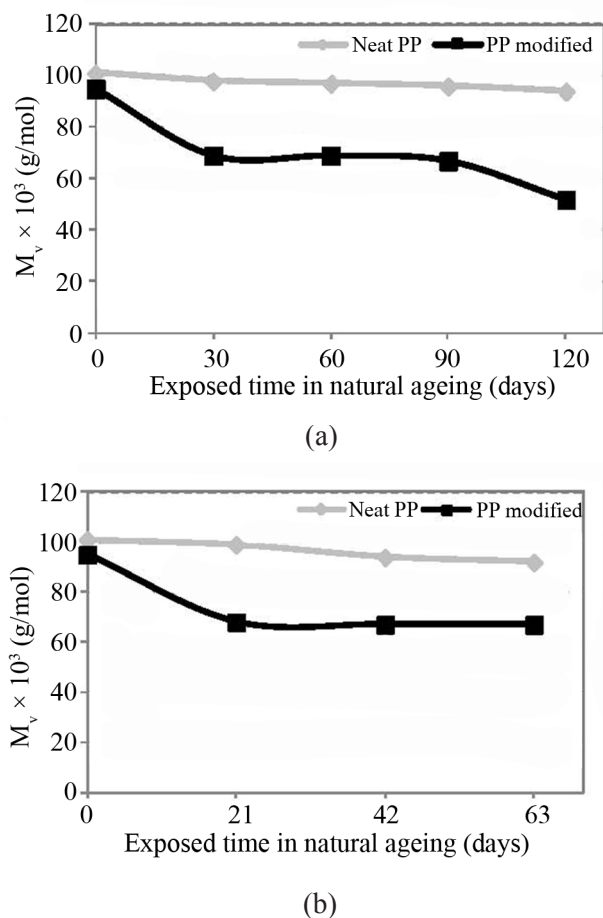 120
Neat PP
PP modified
100
80
60
40
20
0
Mᵥ × 10³ (g/mol)
0 30 60 90 120
Exposed time in natural ageing (days)
(a)
120
Neat PP
PP modified
100
80
60
40
20
0
Mᵥ × 10³ (g/mol)
0 21 42 63
Exposed time in natural ageing (days)
(b)